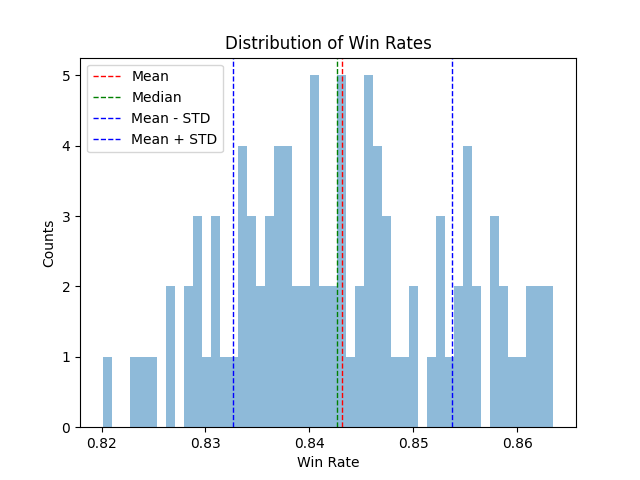 Distribution of Win Rates
Mean
Median
Mean - STD
Mean + STD
5
4
3
2
1
0
Counts
0.82 0.83 0.84 0.85 0.86
Win Rate